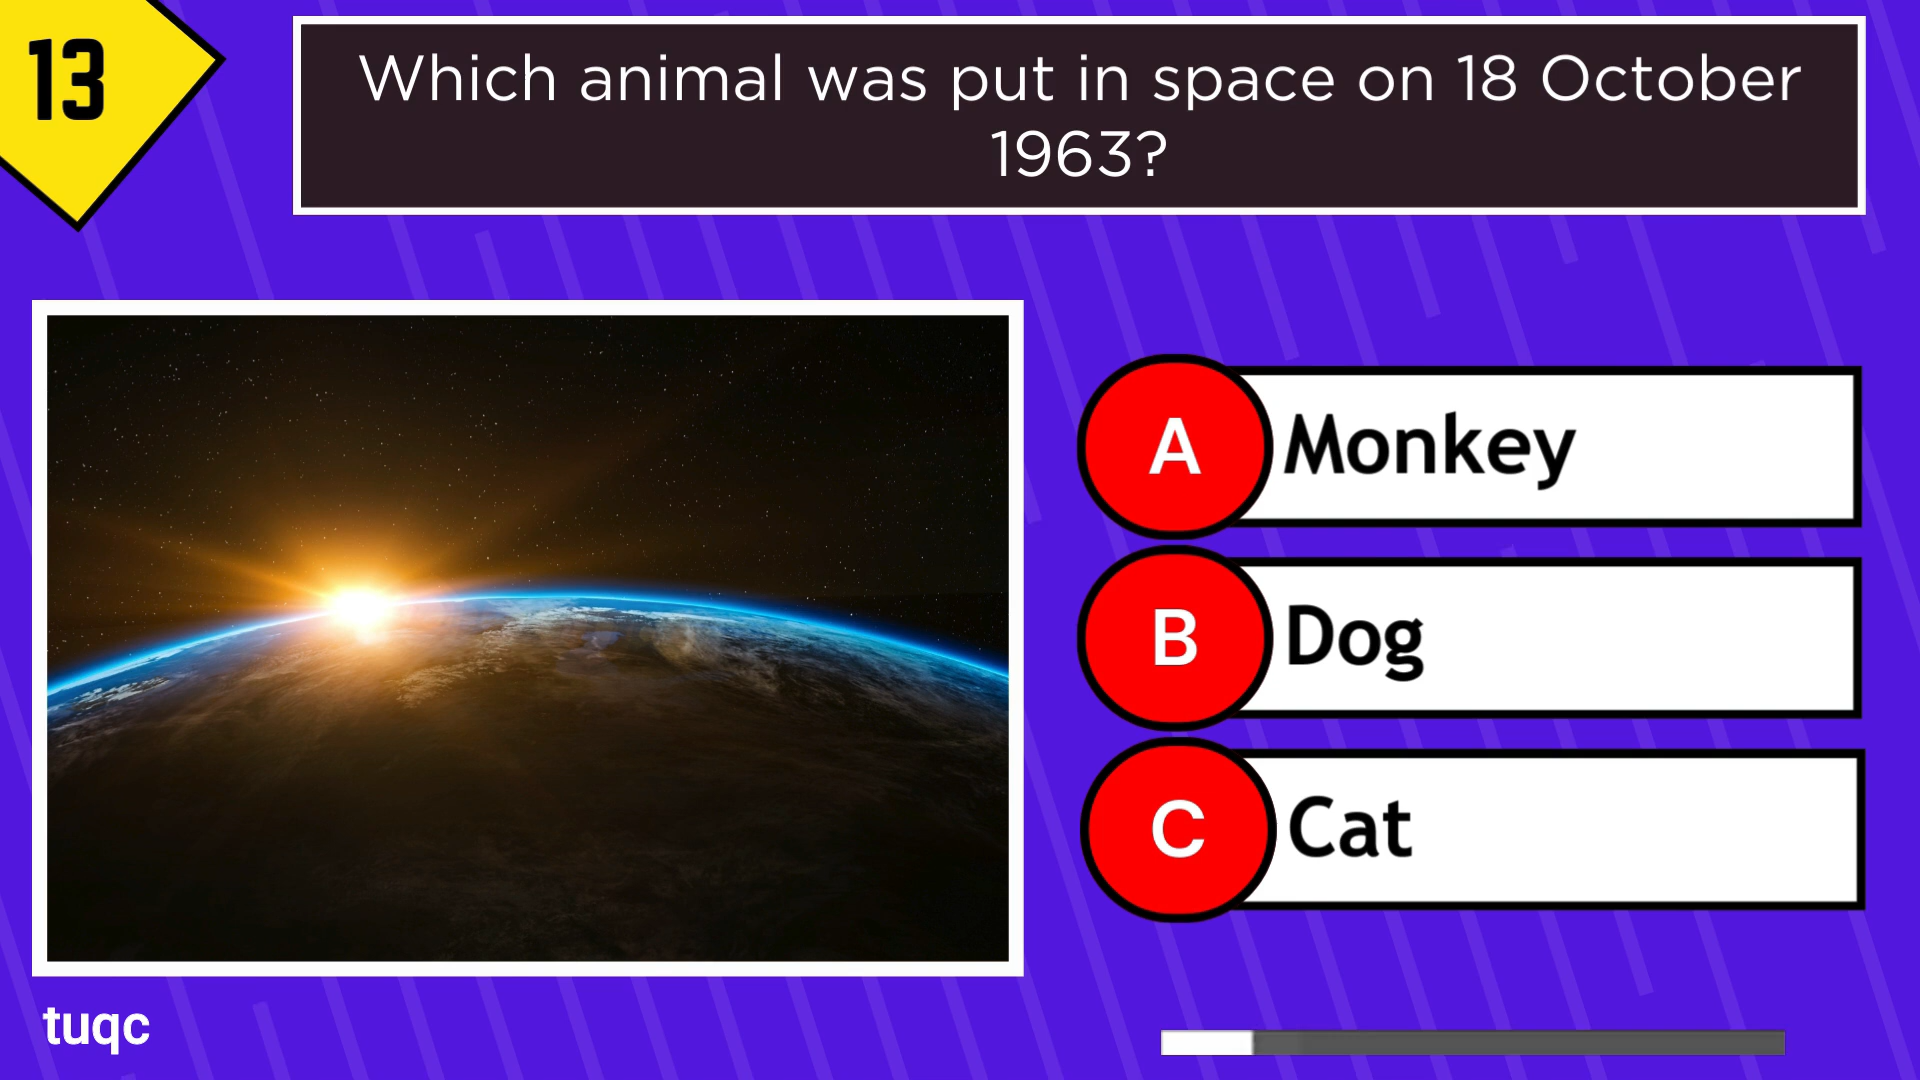 13
Which animal was put in space on 18 October
1963?
A Monkey
B Dog
C Cat
tuqc